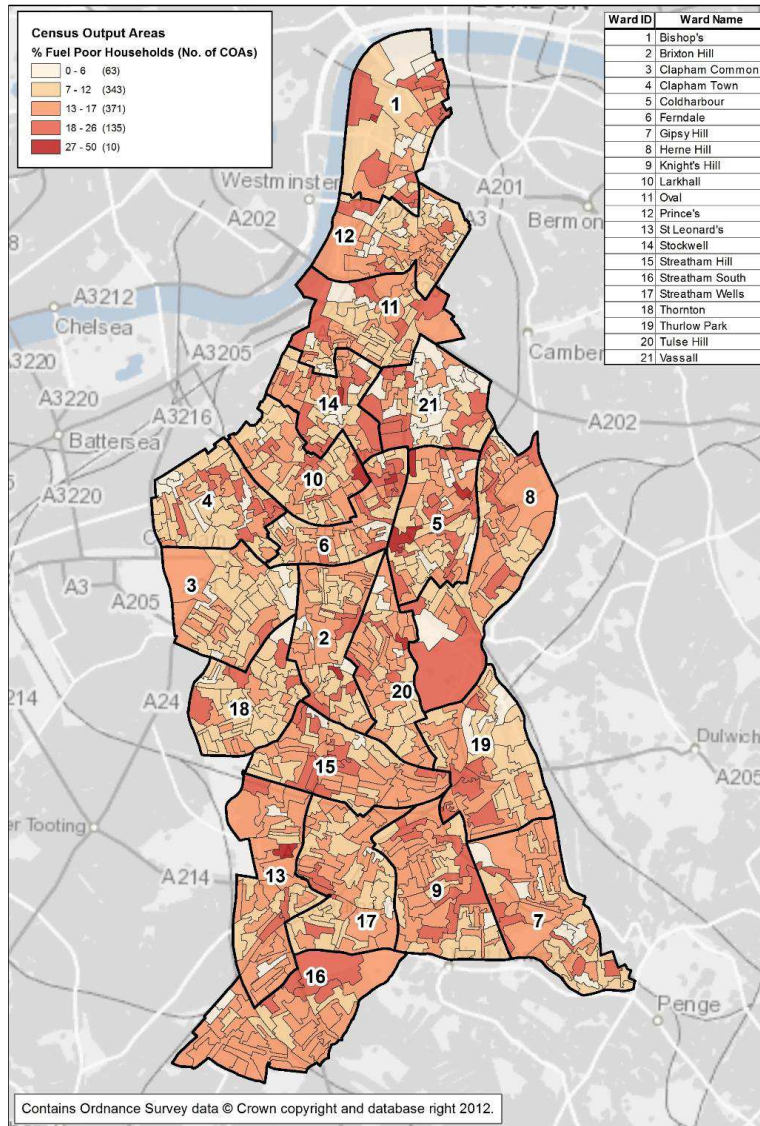 LONDON
Census Output Areas
% Fuel Poor Households (No. of COAs)
0 - 6 (63)
7 - 12 (343)
13 - 17 (371)
18 - 26 (135)
27 - 50 (10)
Ward ID Ward Name
1 Bishop's
2 Brixton Hill
3 Clapham Common
4 Clapham Town
5 Coldharbour
6 Ferndale
7 Gipsy Hill
8 Herne Hill
9 Knight's Hill
10 Larkhall
11 Oval
12 Prince's
13 St Leonard's
14 Stockwell
15 Streatham Hill
16 Streatham South
17 Streatham Wells
18 Thornton
19 Thurlow Park
20 Tulse Hill
21 Vassall
1
Westminster
A201
A202
A3
Bermon
12
A3212
11
Chelsea
A3205
Camber
A3220
A3220
A3216
14
21
A202
Battersea
10
8
A3220
4
5
6
3
A3
A205
2
214
A24
18
20
19
Dulwich
A205
15
er Tooting
A214
13
9
17
7
16
Penge
Contains Ordnance Survey data © Crown copyright and database right 2012.